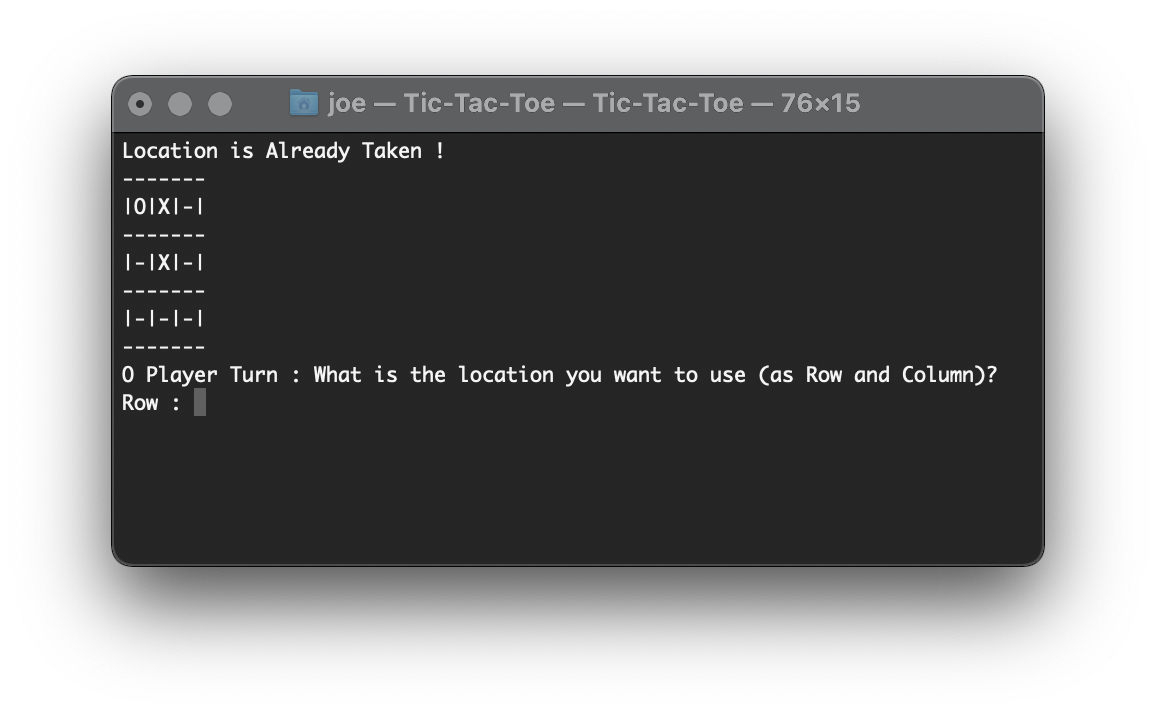 joe — Tic-Tac-Toe — Tic-Tac-Toe — 76×15
Location is Already Taken !
-------
|O|X|-|
-------
|-|X|-|
-------
|-|-|-|
-------
O Player Turn : What is the location you want to use (as Row and Column)?
Row :